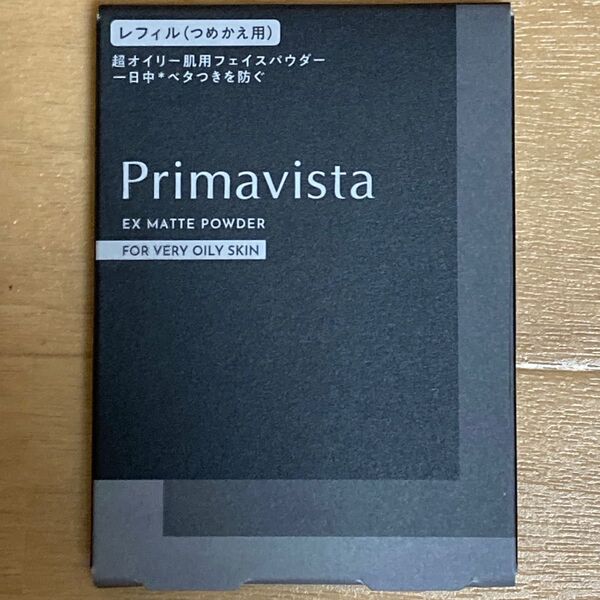 レフィル(つめかえ用)
超オイリー肌用フェイスパウダー
一日中*ベタつきを防ぐ
Primavista
EX MATTE POWDER
FOR VERY OILY SKIN